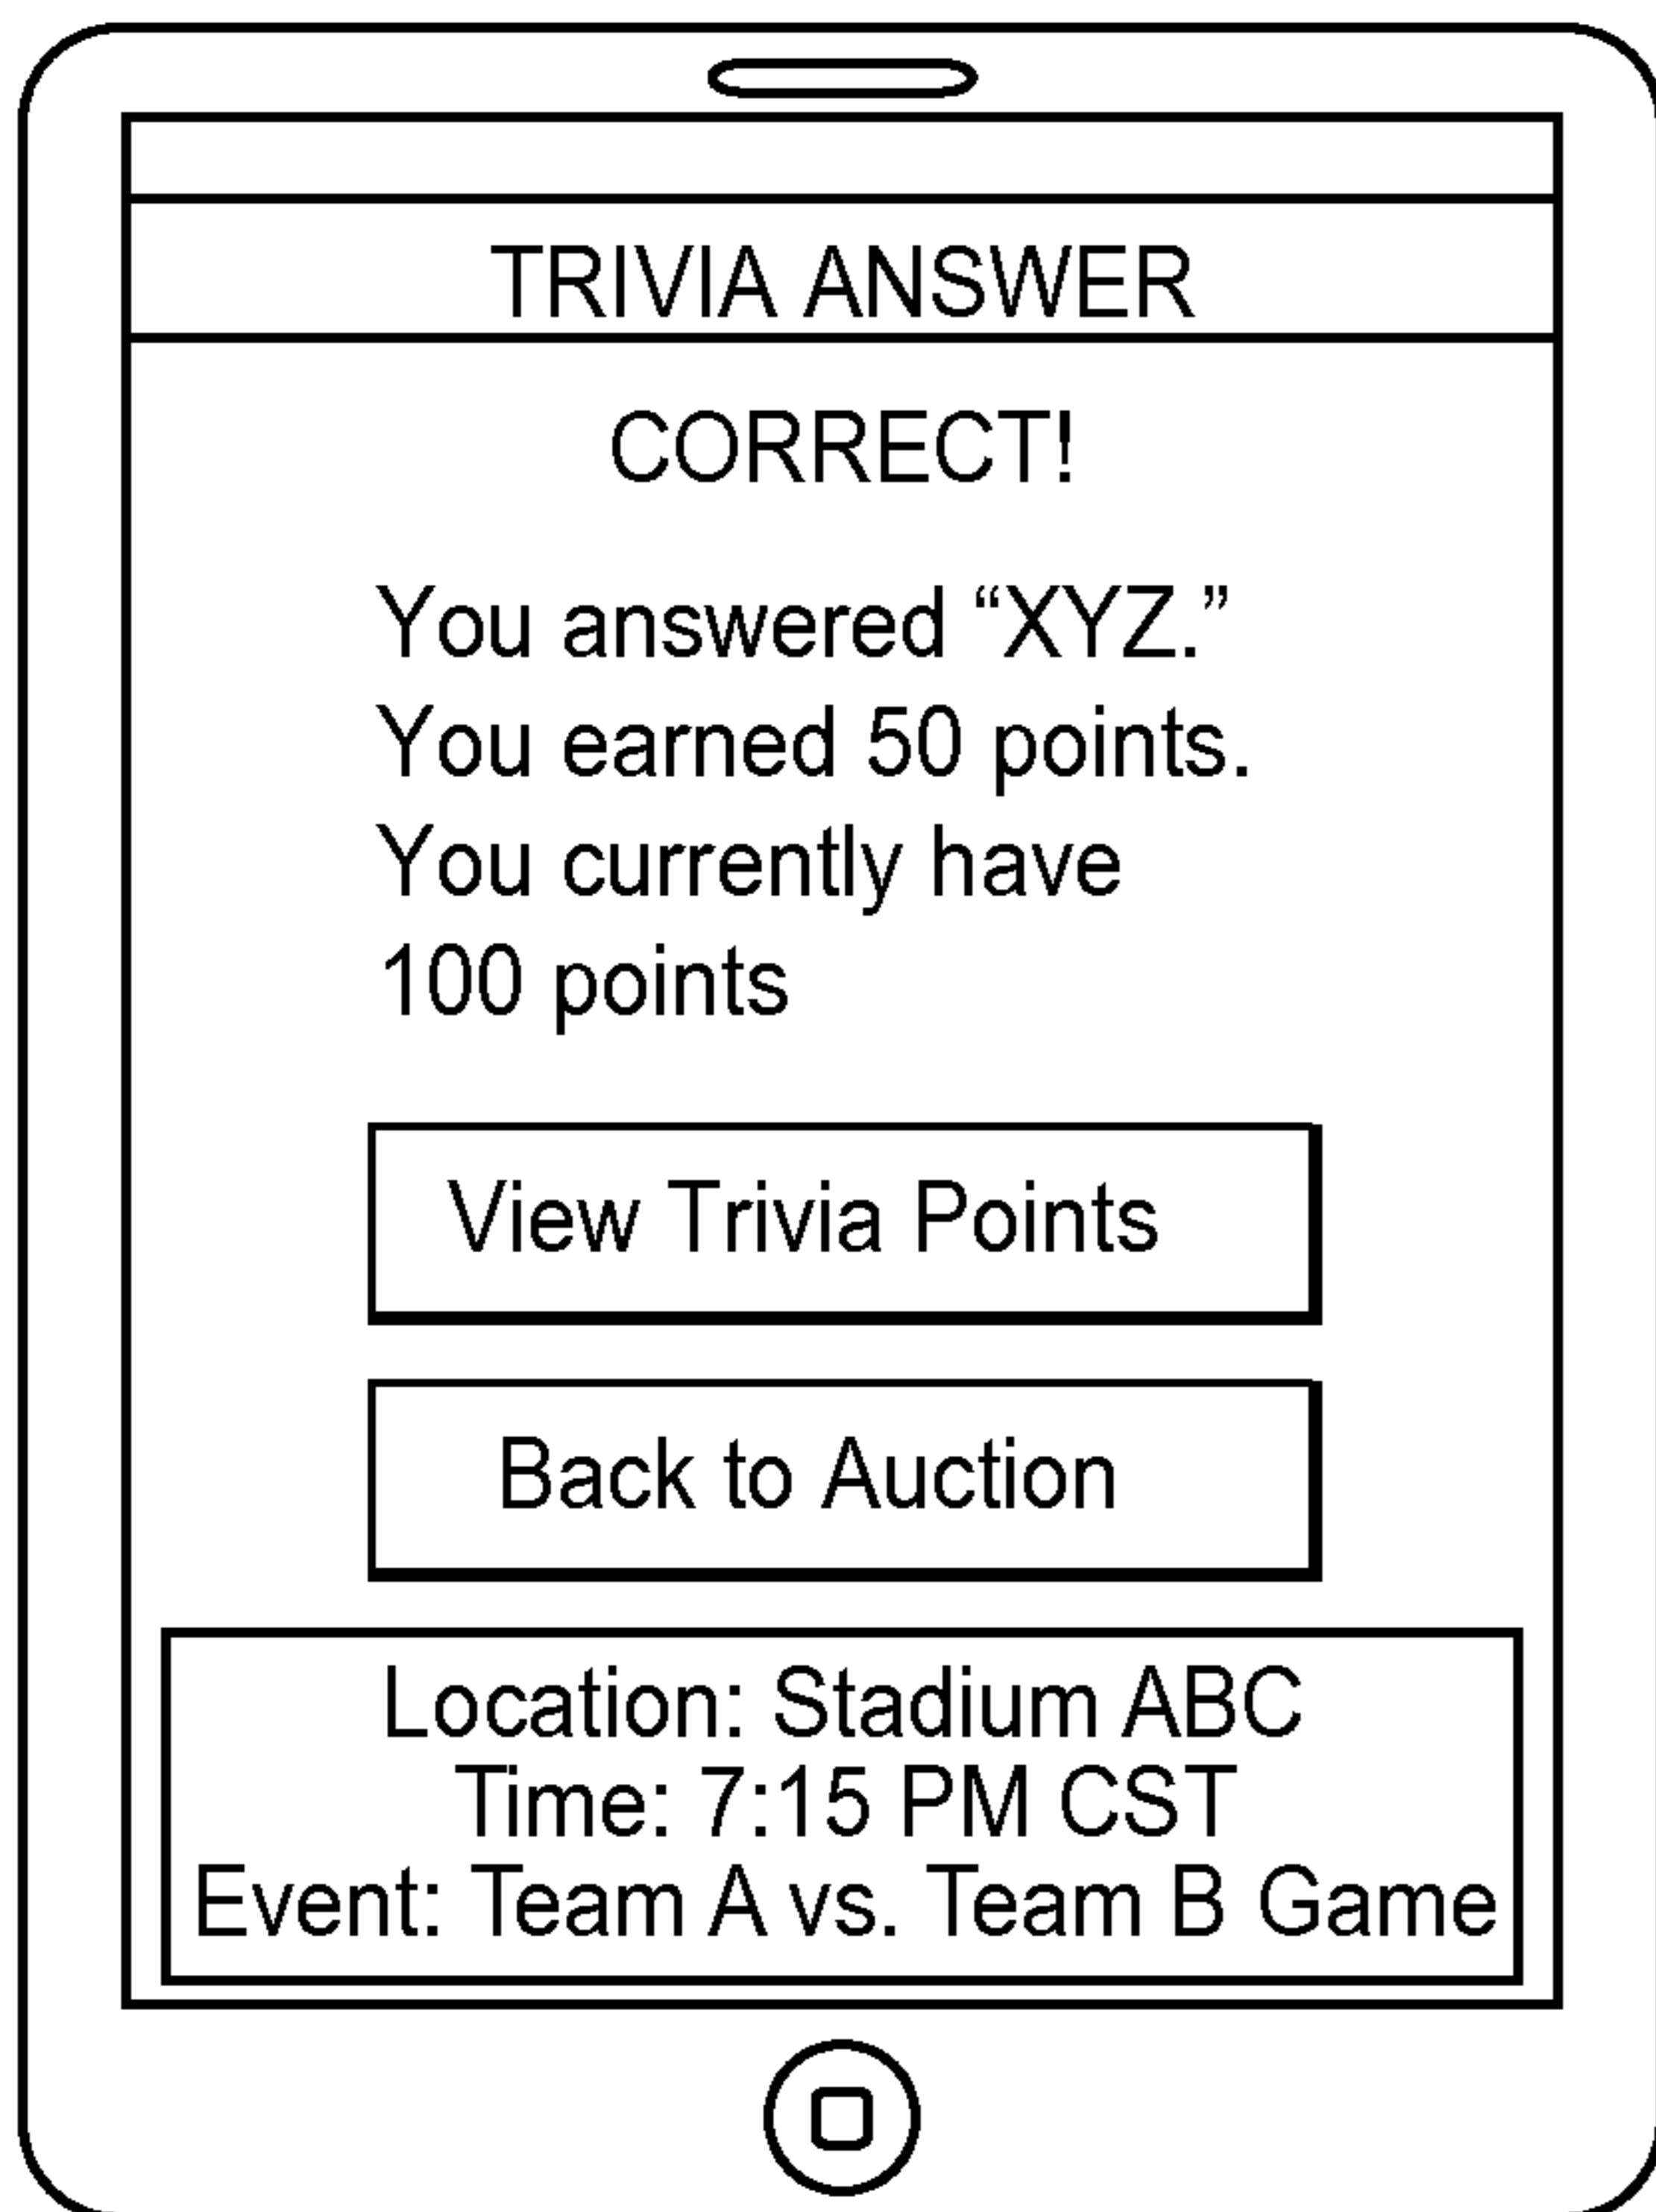 TRIVIA ANSWER
CORRECT!
You answered “XYZ.”
You earned 50 points.
You currently have
100 points
View Trivia Points
Back to Auction
Location: Stadium ABC
Time: 7:15 PM CST
Event: Team A vs. Team B Game